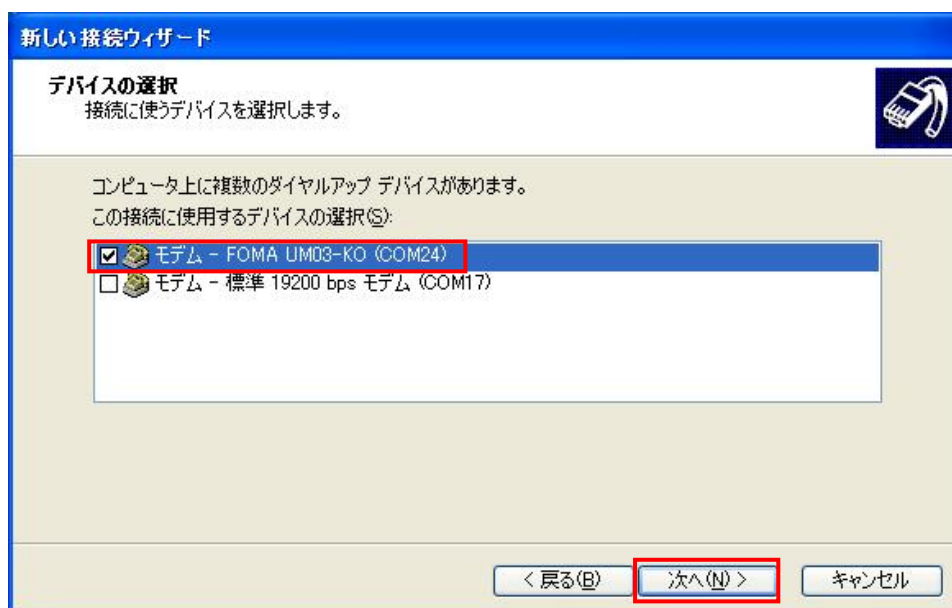 新しい接続ウィザード
デバイスの選択
接続に使うデバイスを選択します。
コンピュータ上に複数のダイヤルアップ デバイスがあります。
この接続に使用するデバイスの選択(S):
モデム - FOMA UM03-KO (COM24)
モデム - 標準 19200 bps モデム (COM17)
< 戻る(B) 次へ(N) > キャンセル